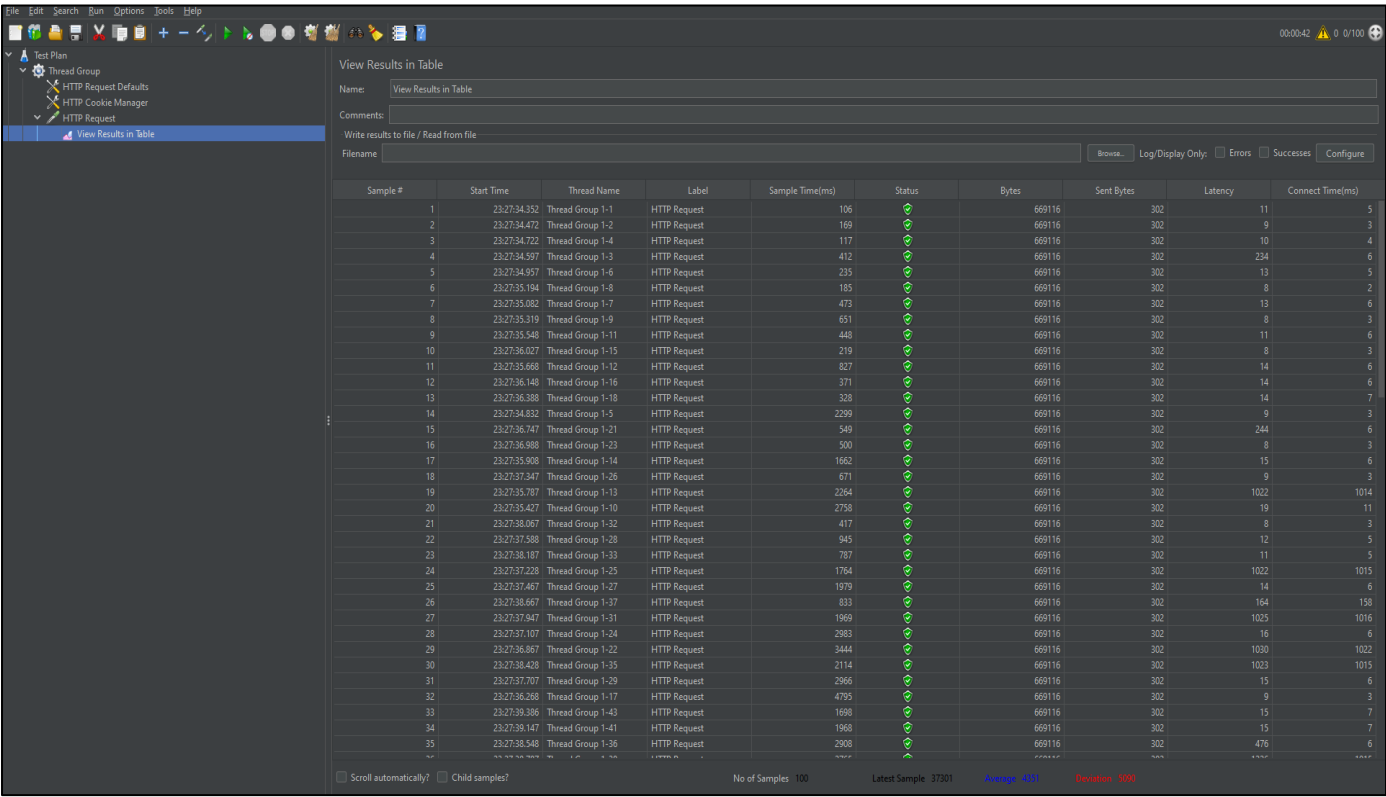 File Edit Search Run Options Tools Help
00:00:42 0 0/100
Test Plan
Thread Group
HTTP Request Defaults
HTTP Cookie Manager
HTTP Request
View Results in Table
View Results in Table
Name: View Results in Table
Comments:
Write results to file / Read from file
Filename Browse... Log/Display Only: Errors Successes Configure
Sample # Start Time Thread Name Label Sample Time(ms) Status Bytes Sent Bytes Latency Connect Time(ms)
1 23:27:34.352 Thread Group 1-1 HTTP Request 106 669116 302 11 5
2 23:27:34.472 Thread Group 1-2 HTTP Request 169 669116 302 9 3
3 23:27:34.722 Thread Group 1-4 HTTP Request 117 669116 302 10 4
4 23:27:34.597 Thread Group 1-3 HTTP Request 412 669116 302 234 6
5 23:27:34.957 Thread Group 1-6 HTTP Request 235 669116 302 13 5
6 23:27:35.194 Thread Group 1-8 HTTP Request 185 669116 302 8 2
7 23:27:35.082 Thread Group 1-7 HTTP Request 473 669116 302 13 6
8 23:27:35.319 Thread Group 1-9 HTTP Request 651 669116 302 8 3
9 23:27:35.548 Thread Group 1-11 HTTP Request 448 669116 302 11 6
10 23:27:36.027 Thread Group 1-15 HTTP Request 219 669116 302 8 3
11 23:27:35.668 Thread Group 1-12 HTTP Request 827 669116 302 14 6
12 23:27:36.148 Thread Group 1-16 HTTP Request 371 669116 302 14 6
13 23:27:36.388 Thread Group 1-18 HTTP Request 328 669116 302 14 7
14 23:27:34.832 Thread Group 1-5 HTTP Request 2299 669116 302 9 3
15 23:27:36.747 Thread Group 1-21 HTTP Request 549 669116 302 244 6
16 23:27:36.988 Thread Group 1-23 HTTP Request 500 669116 302 8 3
17 23:27:35.908 Thread Group 1-14 HTTP Request 1662 669116 302 15 6
18 23:27:37.347 Thread Group 1-26 HTTP Request 671 669116 302 9 3
19 23:27:35.787 Thread Group 1-13 HTTP Request 2264 669116 302 1022 1014
20 23:27:35.427 Thread Group 1-10 HTTP Request 2758 669116 302 19 11
21 23:27:38.067 Thread Group 1-32 HTTP Request 417 669116 302 8 3
22 23:27:37.588 Thread Group 1-28 HTTP Request 945 669116 302 12 5
23 23:27:38.187 Thread Group 1-33 HTTP Request 787 669116 302 11 5
24 23:27:37.228 Thread Group 1-25 HTTP Request 1764 669116 302 1022 1015
25 23:27:37.467 Thread Group 1-27 HTTP Request 1979 669116 302 14 6
26 23:27:38.667 Thread Group 1-37 HTTP Request 833 669116 302 164 158
27 23:27:37.947 Thread Group 1-31 HTTP Request 1969 669116 302 1025 1016
28 23:27:37.107 Thread Group 1-24 HTTP Request 2983 669116 302 16 6
29 23:27:36.867 Thread Group 1-22 HTTP Request 3444 669116 302 1030 1022
30 23:27:38.428 Thread Group 1-35 HTTP Request 2114 669116 302 1023 1015
31 23:27:37.707 Thread Group 1-29 HTTP Request 2966 669116 302 15 6
32 23:27:36.268 Thread Group 1-17 HTTP Request 4795 669116 302 9 3
33 23:27:39.386 Thread Group 1-43 HTTP Request 1698 669116 302 15 7
34 23:27:39.147 Thread Group 1-41 HTTP Request 1968 669116 302 15 7
35 23:27:38.548 Thread Group 1-36 HTTP Request 2908 669116 302 476 6
Scroll automatically? Child samples? No of Samples 100 Latest Sample 37301 Average 4351 Deviation 5090